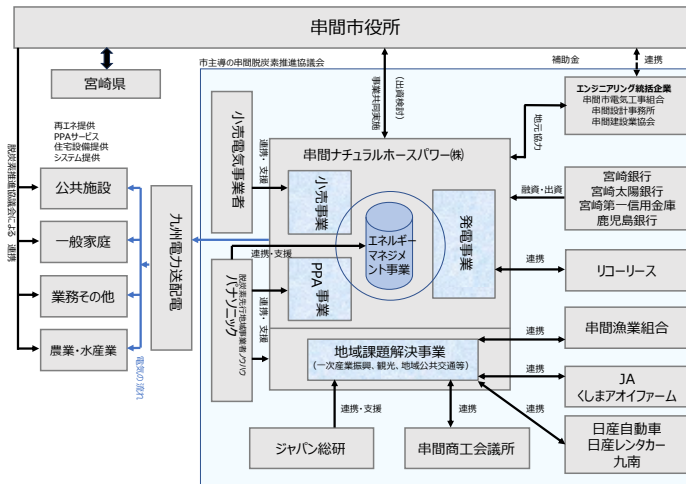 串間市役所
宮崎県
市主導の串間脱炭素推進協議会
補助金
連携
再エネ提供
PPAサービス
住宅設備提供
システム提供
脱炭素推進協議会による
連携
公共施設
一般家庭
業務その他
農業・水産業
電気の流れ
九州電力送配電
小売電気事業者
連携・支援
事業共同実施
(出資検討)
地元協力
エンジニアリング統括企業
串間市電気工事組合
串間設計事務所
串間建設業協会
串間ナチュラルホースパワー㈱
小売事業
エネルギー
マネジメ
ント事業
発電事業
PPA事業
融資・出資
宮崎銀行
宮崎太陽銀行
宮崎第一信用金庫
鹿児島銀行
連携・支援
パナソニック
脱炭素先行地域事業者ノウハウ
連携・支援
連携
リコーリース
地域課題解決事業
(一次産業振興、観光、地域公共交通等)
連携
串間漁業組合
連携
JA
くしまアオイファーム
連携
日産自動車
日産レンタカー
九南
連携・支援
ジャパン総研
連携
串間商工会議所